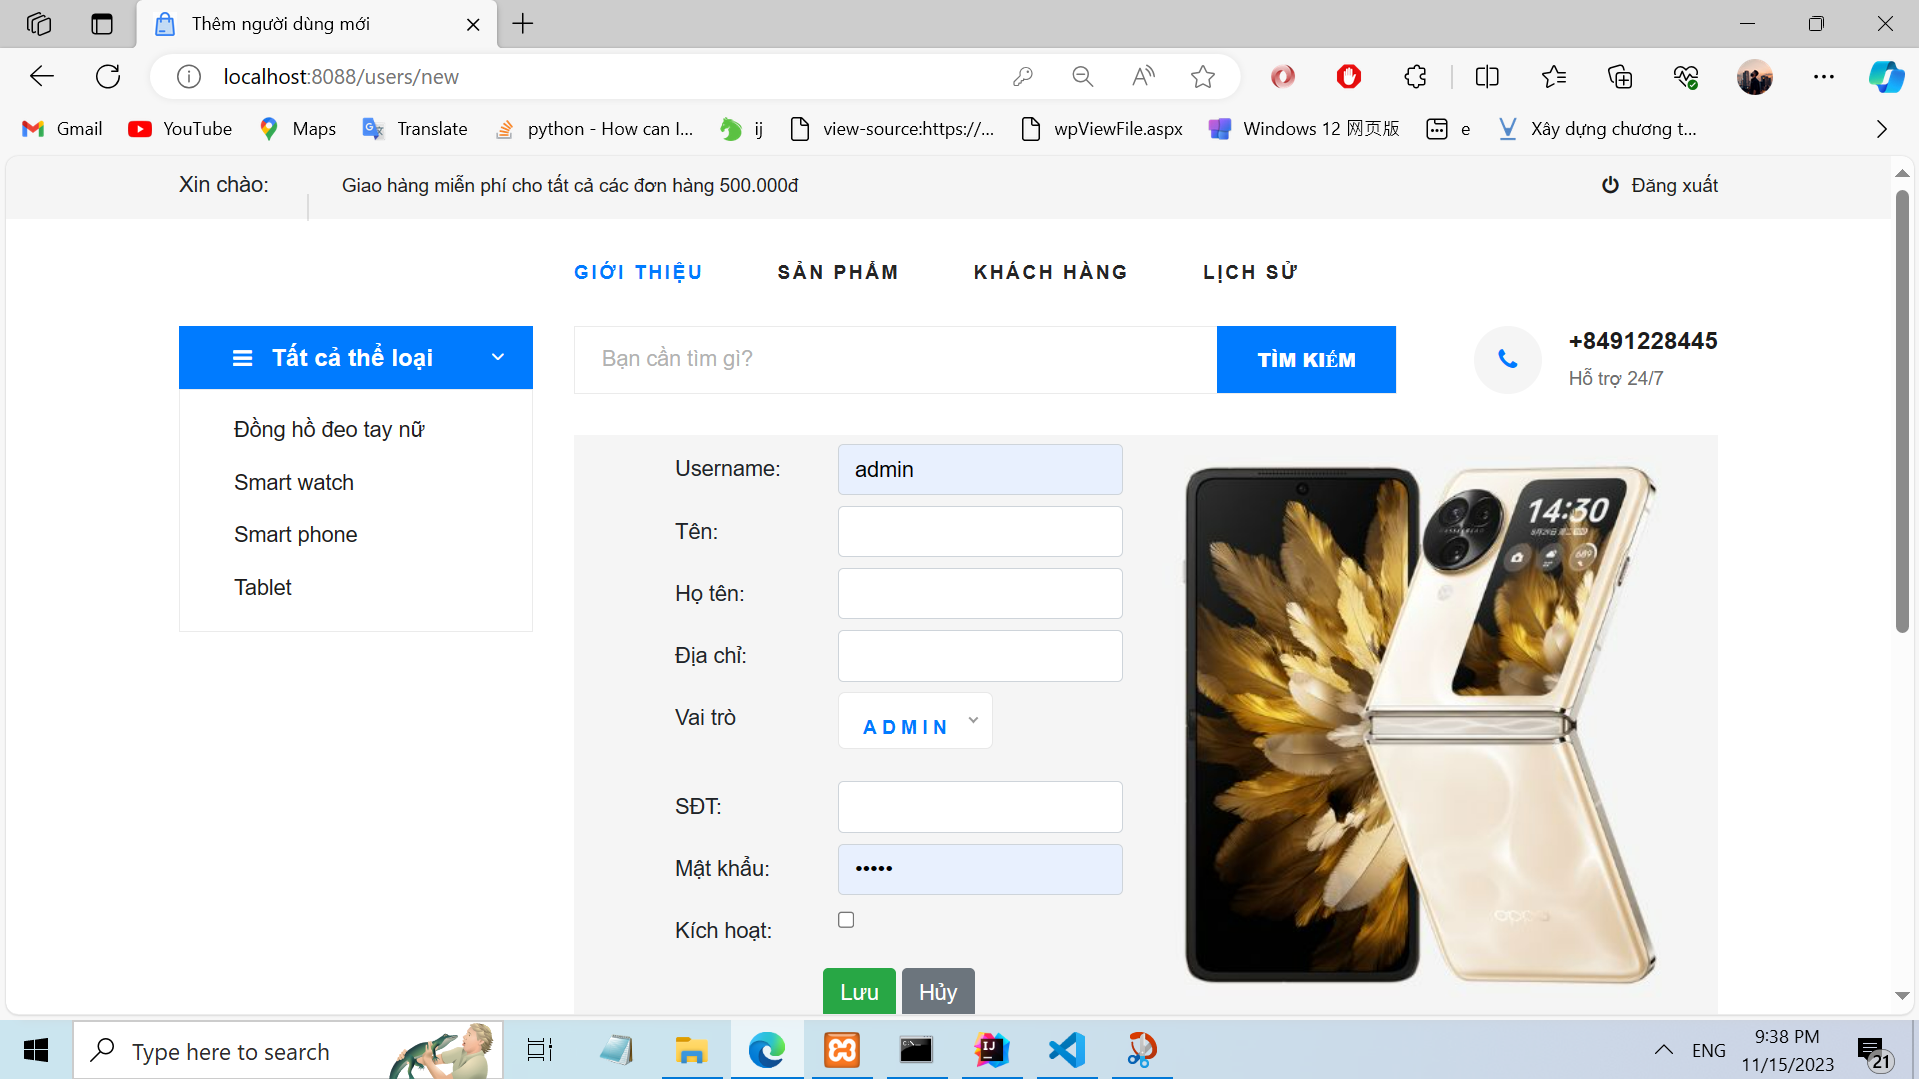 Thêm người dùng mới
localhost:8088/users/new
Gmail YouTube Maps Translate python - How can I... ij view-source:https://... wpViewFile.aspx Windows 12 网页版 e Xây dựng chương t...
Xin chào: Giao hàng miễn phí cho tất cả các đơn hàng 500.000đ Đăng xuất
GIỚI THIỆU SẢN PHẨM KHÁCH HÀNG LỊCH SỬ
Tất cả thể loại
Bạn cần tìm gì? TÌM KIẾM
+8491228445
Hỗ trợ 24/7
Đồng hồ đeo tay nữ
Smart watch
Smart phone
Tablet
Username: admin
Tên:
Họ tên:
Địa chỉ:
Vai trò ADMIN
SĐT:
Mật khẩu: •••••
Kích hoạt:
Lưu Hủy
14:30
oppo
Type here to search
ENG
9:38 PM
11/15/2023
21